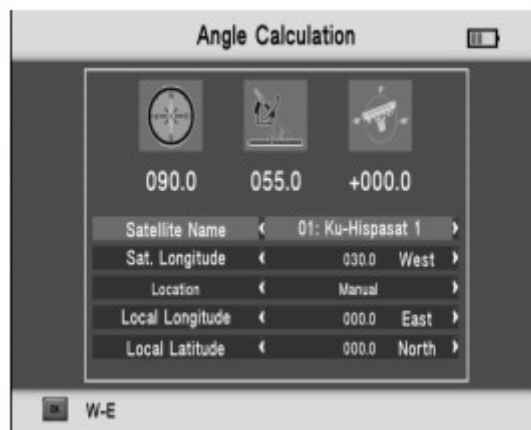 Angle Calculation
090.0 055.0 +000.0
Satellite Name 01: Ku-Hispasat 1
Sat. Longitude 030.0 West
Location Manual
Local Longitude 000.0 East
Local Latitude 000.0 North
OK W-E